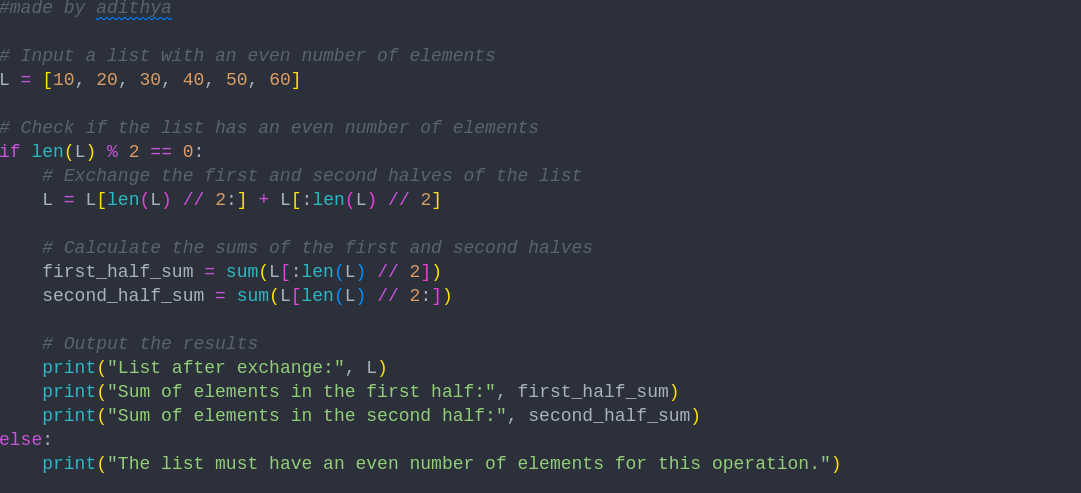 #made by adithya
# Input a list with an even number of elements
L = [10, 20, 30, 40, 50, 60]
# Check if the list has an even number of elements
if len(L) % 2 == 0:
    # Exchange the first and second halves of the list
    L = L[len(L) // 2:] + L[:len(L) // 2]
    # Calculate the sums of the first and second halves
    first_half_sum = sum(L[:len(L) // 2])
    second_half_sum = sum(L[len(L) // 2:])
    # Output the results
    print("List after exchange:", L)
    print("Sum of elements in the first half:", first_half_sum)
    print("Sum of elements in the second half:", second_half_sum)
else:
    print("The list must have an even number of elements for this operation.")